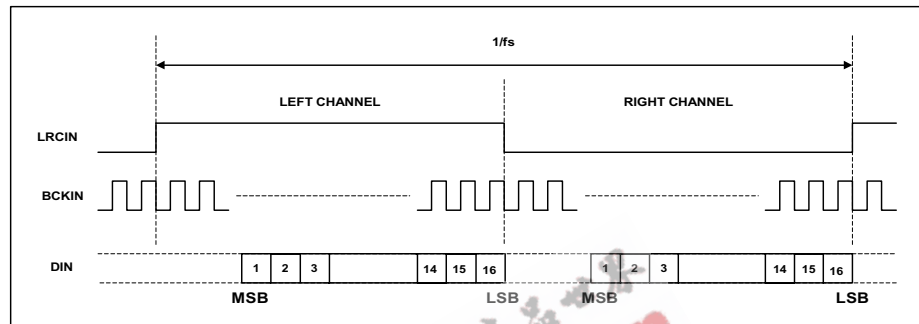 1/fs
LEFT CHANNEL RIGHT CHANNEL
LRCIN
BCKIN
DIN 1 2 3 14 15 16 1 2 3 14 15 16
MSB LSB MSB LSB